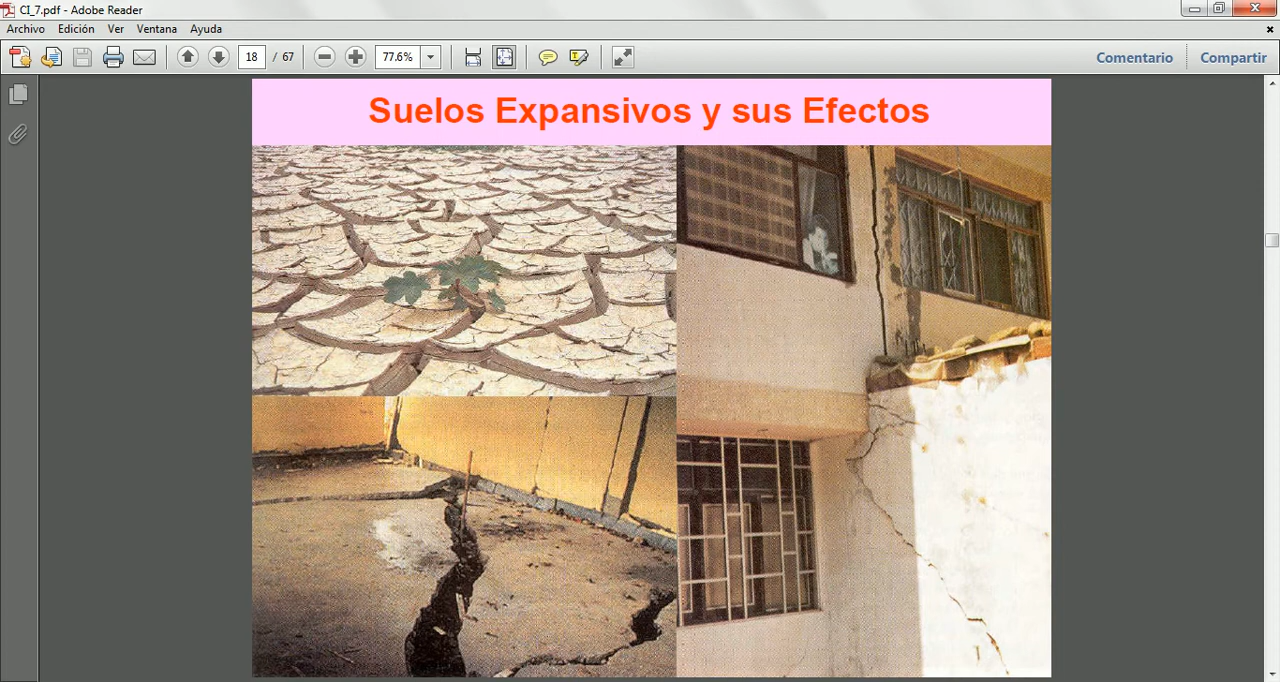 CI_7.pdf - Adobe Reader
Archivo Edición Ver Ventana Ayuda
18 / 67 77.6% Comentario Compartir
Suelos Expansivos y sus Efectos